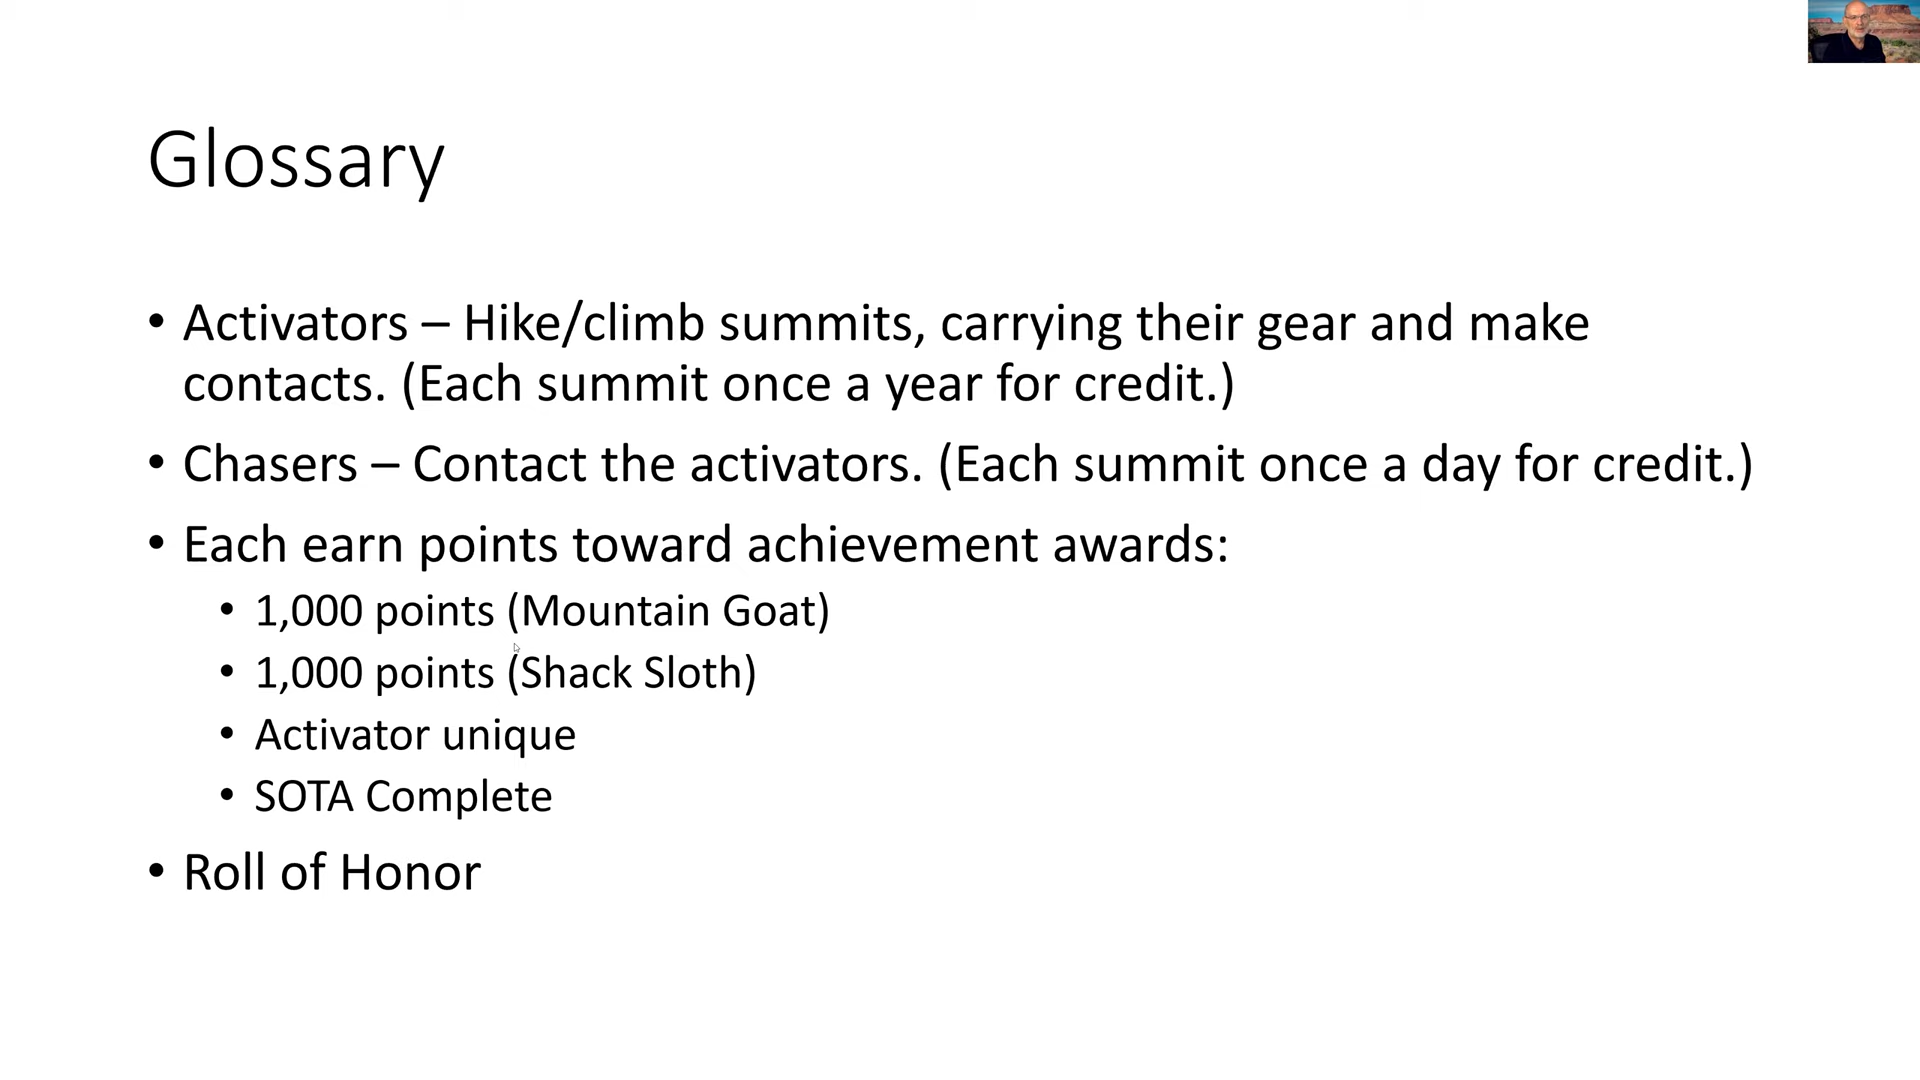 Glossary
• Activators – Hike/climb summits, carrying their gear and make
contacts. (Each summit once a year for credit.)
• Chasers – Contact the activators. (Each summit once a day for credit.)
• Each earn points toward achievement awards:
• 1,000 points (Mountain Goat)
• 1,000 points (Shack Sloth)
• Activator unique
• SOTA Complete
• Roll of Honor